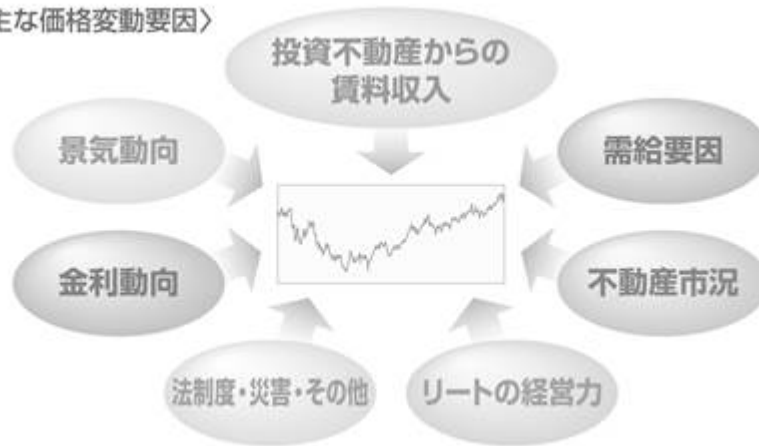 主な価格変動要因〉
投資不動産からの
賃料収入
景気動向
需給要因
金利動向
不動産市況
法制度・災害・その他
リートの経営力